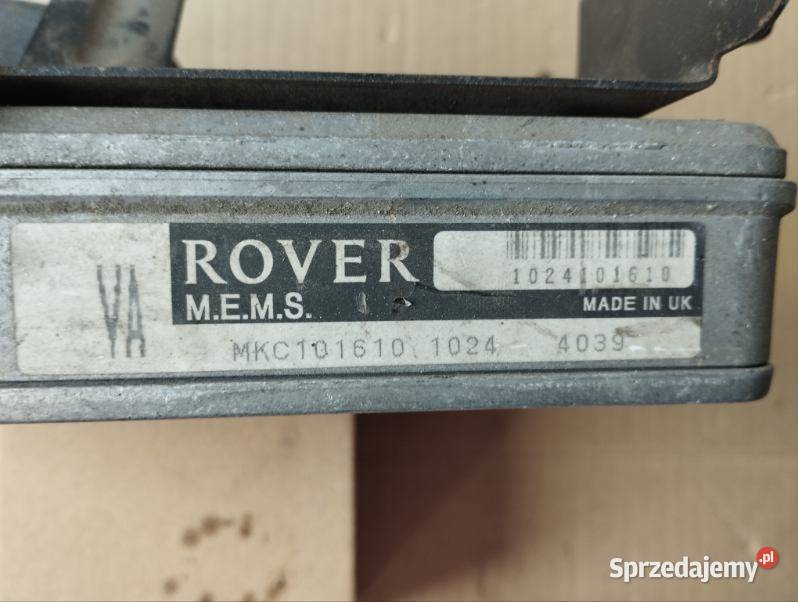 VA
ROVER
1024101610
M.E.M.S.
MADE IN UK
MKC101610 1024 4039
Sprzedajemy.pl